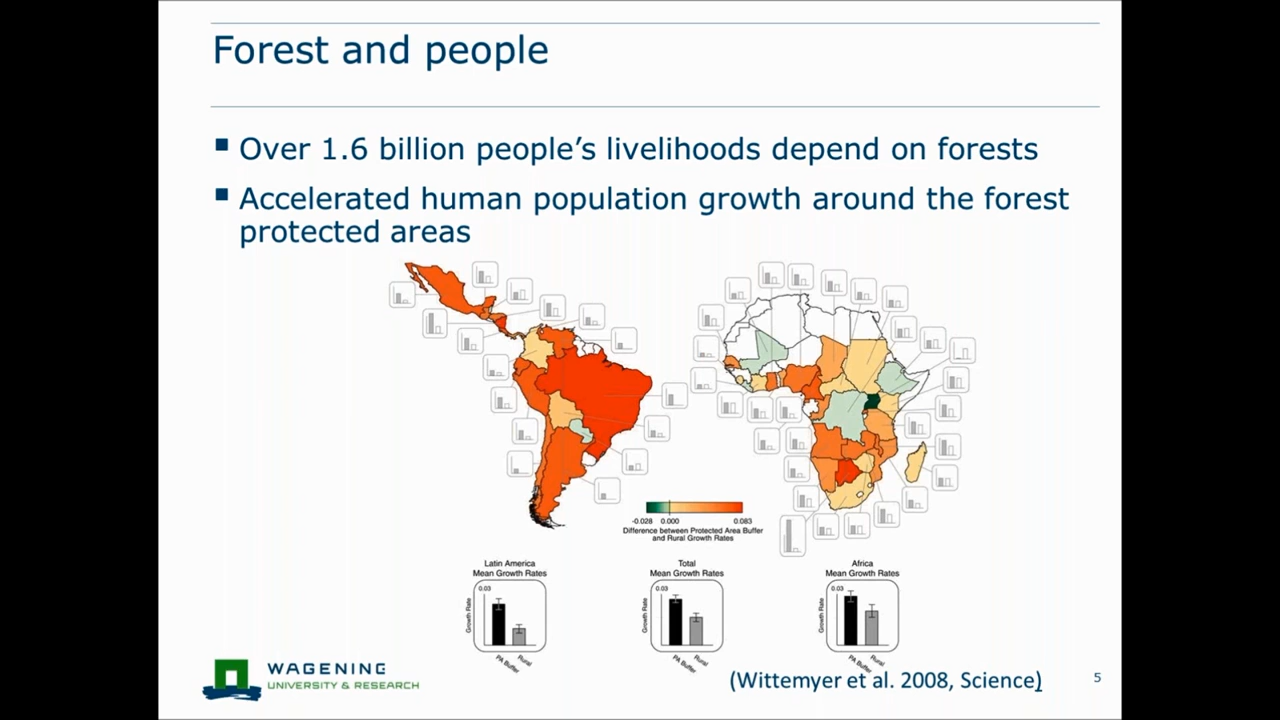 Forest and people
Over 1.6 billion people's livelihoods depend on forests
Accelerated human population growth around the forest
protected areas
-0.028 0.000 0.083
Difference between Protected Area Buffer
and Rural Growth Rates
Latin America
Mean Growth Rates
0.03
Growth Rate
PA Buffer
Rural
Total
Mean Growth Rates
0.03
Growth Rate
PA Buffer
Rural
Africa
Mean Growth Rates
0.03
Growth Rate
PA Buffer
Rural
WAGENING
UNIVERSITY & RESEARCH
(Wittemyer et al. 2008, Science)
5